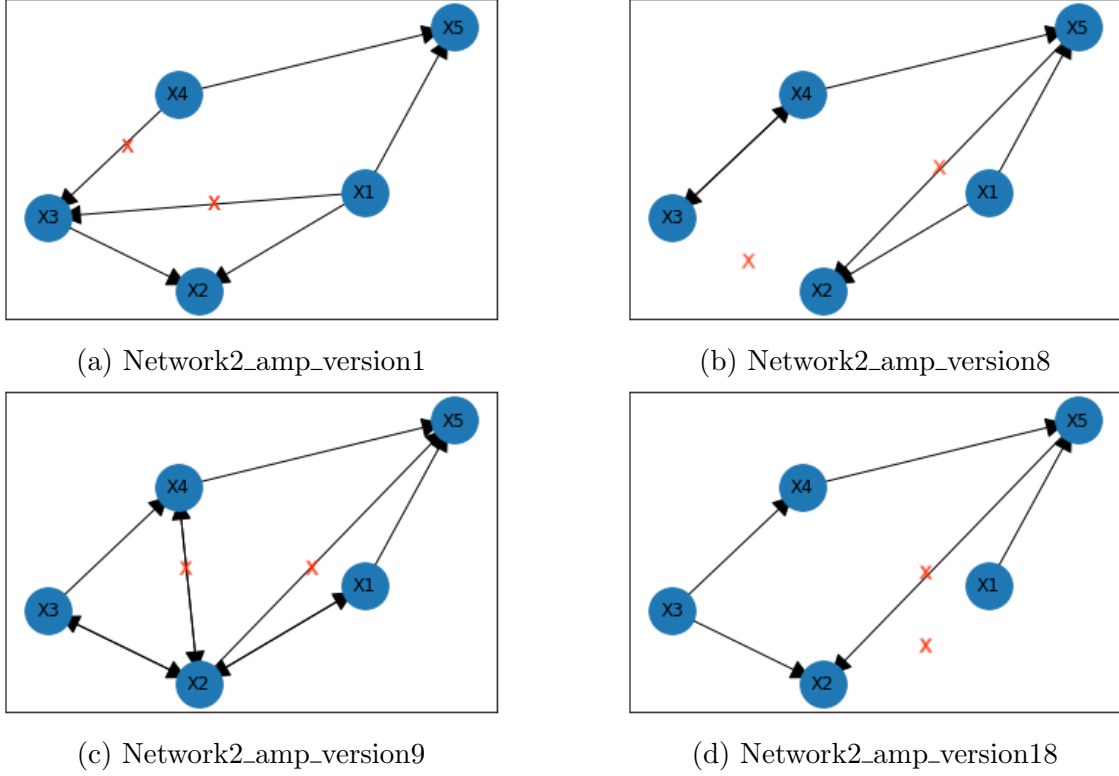 X5
X4
X
X1
X
X3
X2
(a) Network2_amp_version1
X5
X4
X
X1
X3
X
X2
(b) Network2_amp_version8
X5
X4
X
X
X1
X3
X2
(c) Network2_amp_version9
X5
X4
X
X1
X3
X
X2
(d) Network2_amp_version18